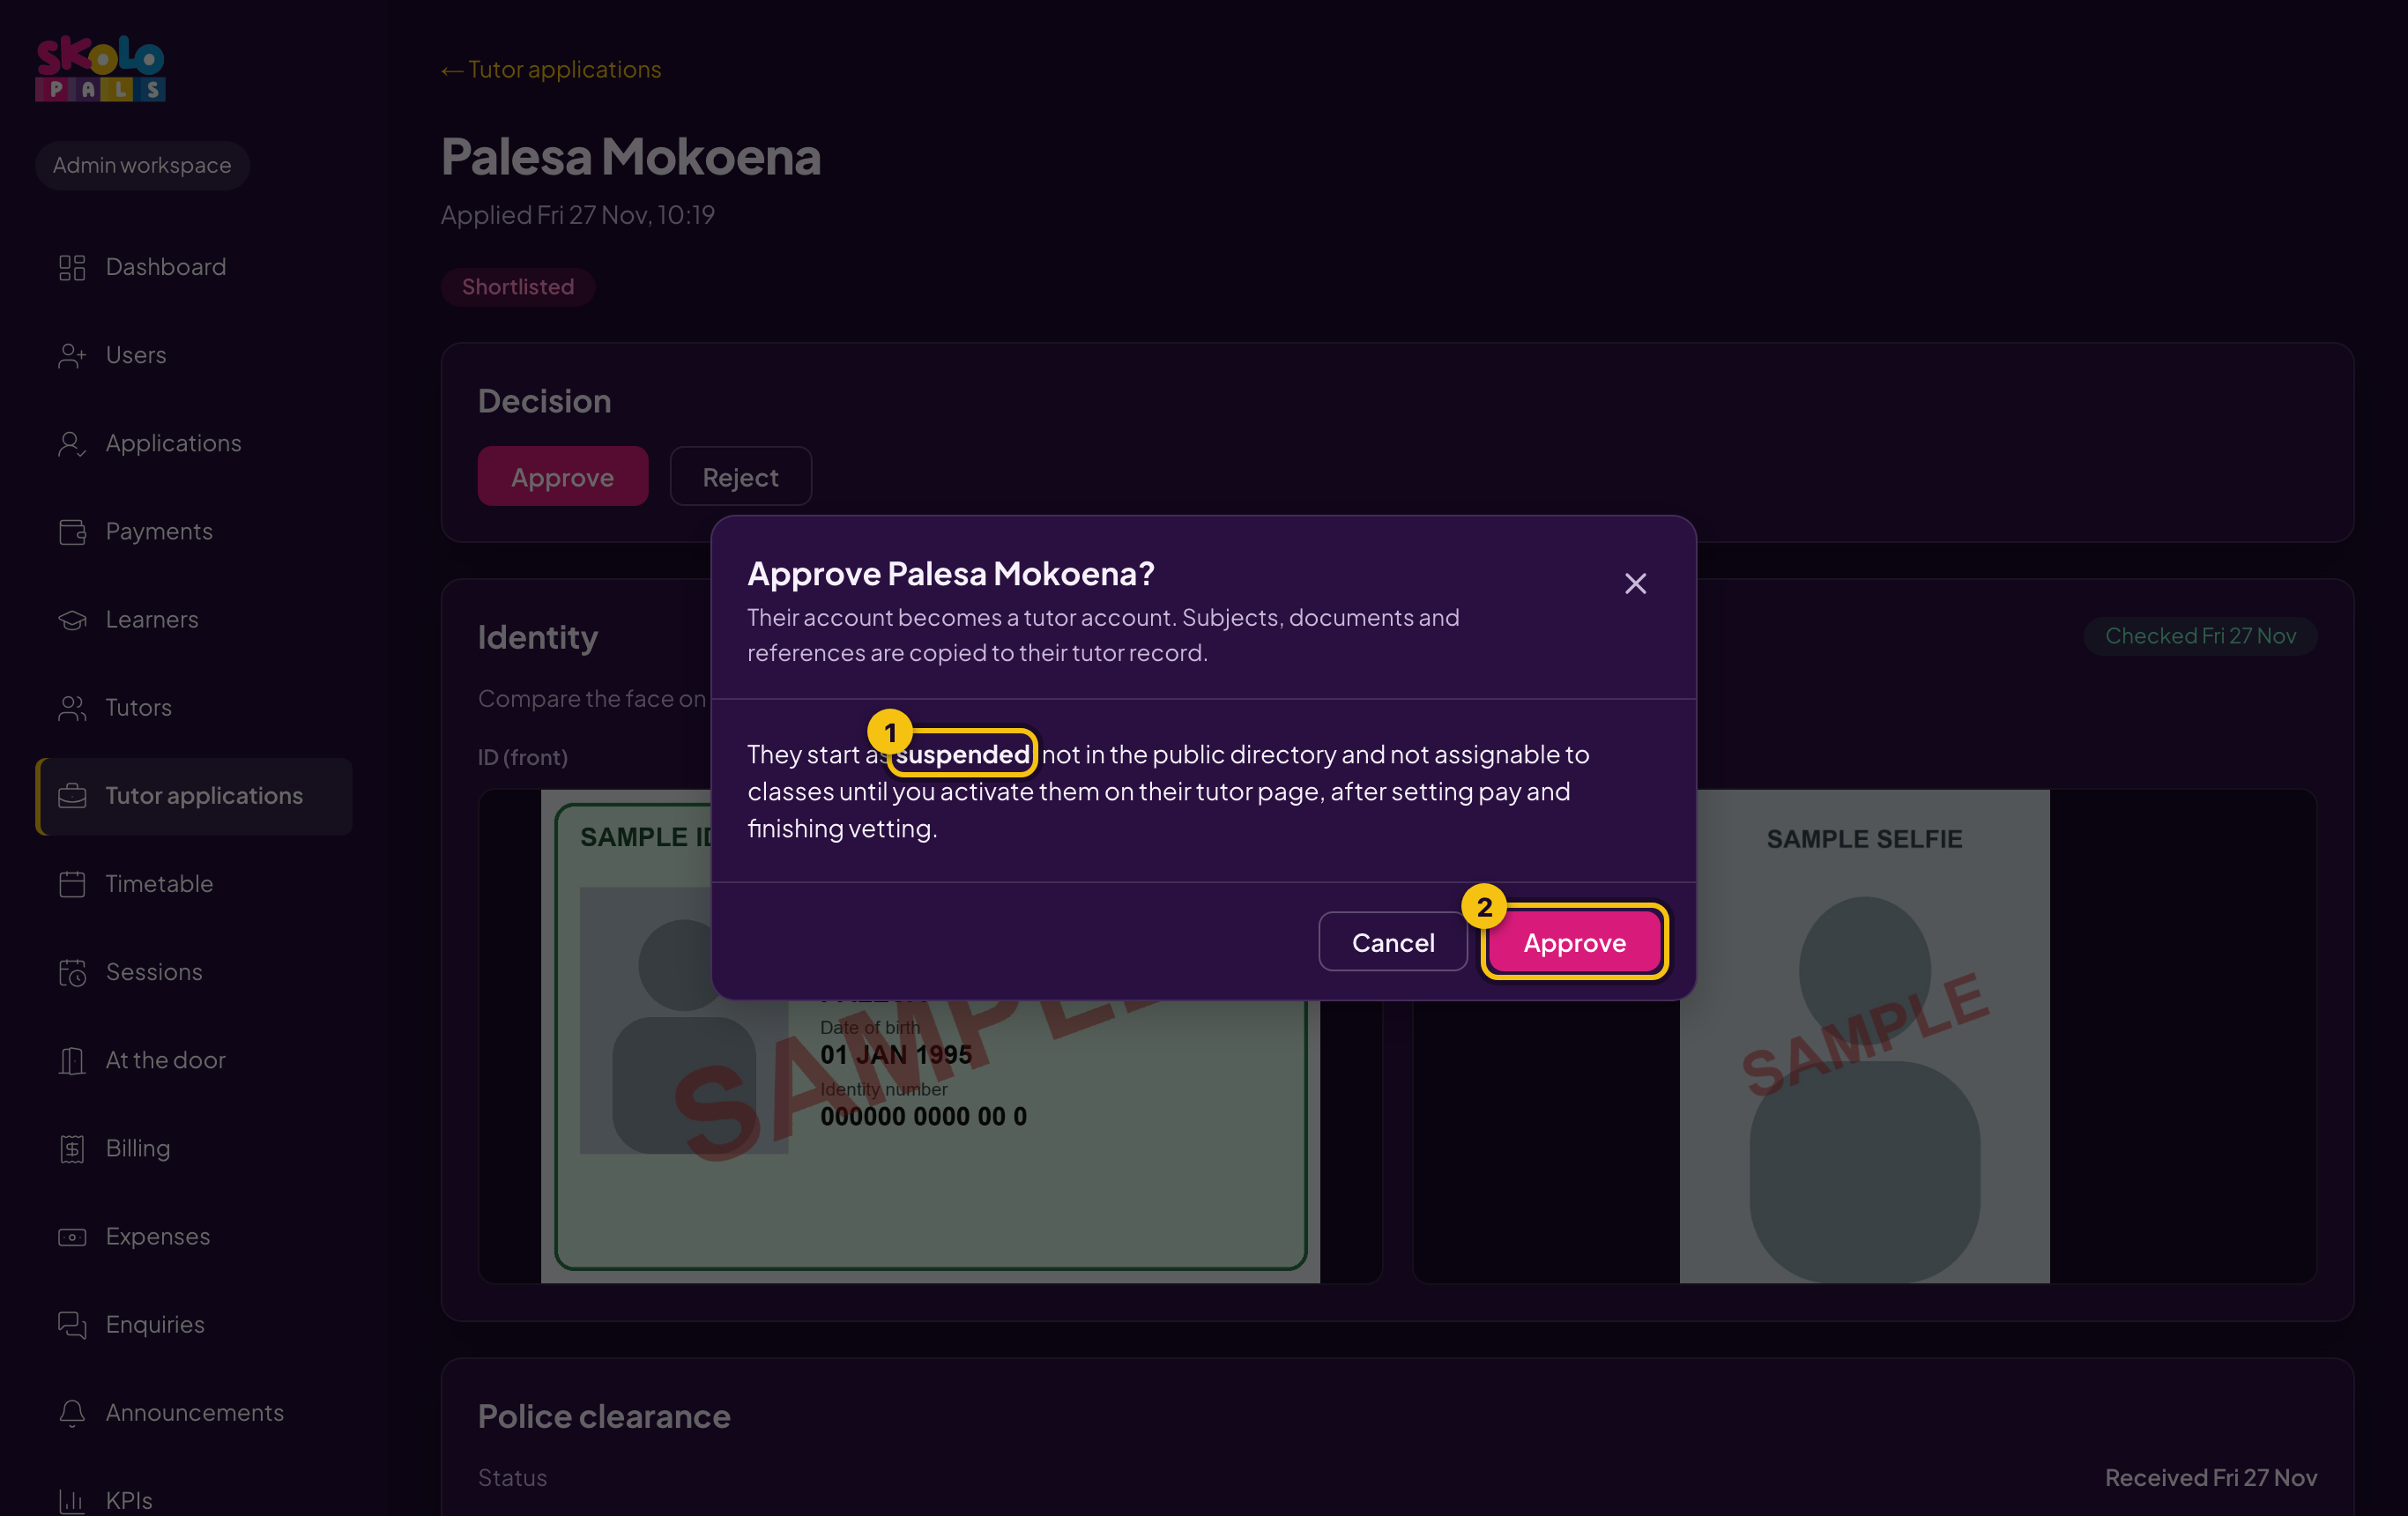 SKOLO
PALS
Admin workspace
Dashboard
Users
Applications
Payments
Learners
Tutors
Tutor applications
Timetable
Sessions
At the door
Billing
Expenses
Enquiries
Announcements
KPIs
← Tutor applications
Palesa Mokoena
Applied Fri 27 Nov, 10:19
Shortlisted
Decision
Approve
Reject
Identity
Checked Fri 27 Nov
Compare the face on
ID (front)
SAMPLE ID
Date of birth
01 JAN 1995
Identity number
000000 0000 00 0
SAMPLE
SAMPLE SELFIE
SAMPLE
Approve Palesa Mokoena?
Their account becomes a tutor account. Subjects, documents and
references are copied to their tutor record.
1
They start as suspended not in the public directory and not assignable to
classes until you activate them on their tutor page, after setting pay and
finishing vetting.
Cancel
2
Approve
Police clearance
Status
Received Fri 27 Nov